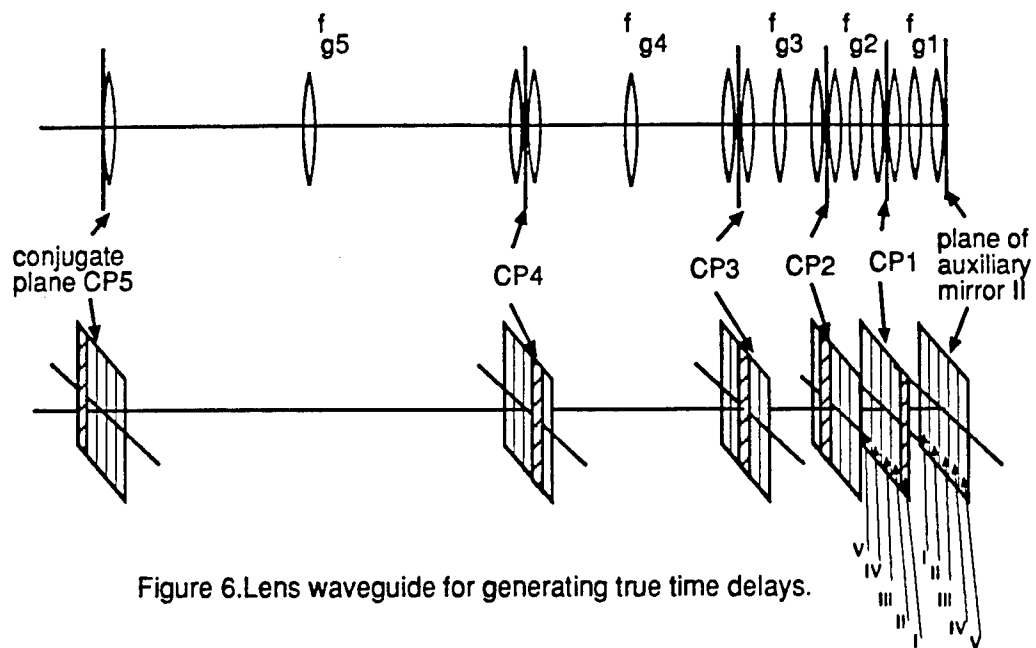 f g5 f g4 f g3 f g2 f g1
conjugate
plane CP5
CP4
CP3
CP2
CP1
plane of
auxiliary
mirror II
V
IV
III
II
I
I
II
III
IV
V
Figure 6.Lens waveguide for generating true time delays.